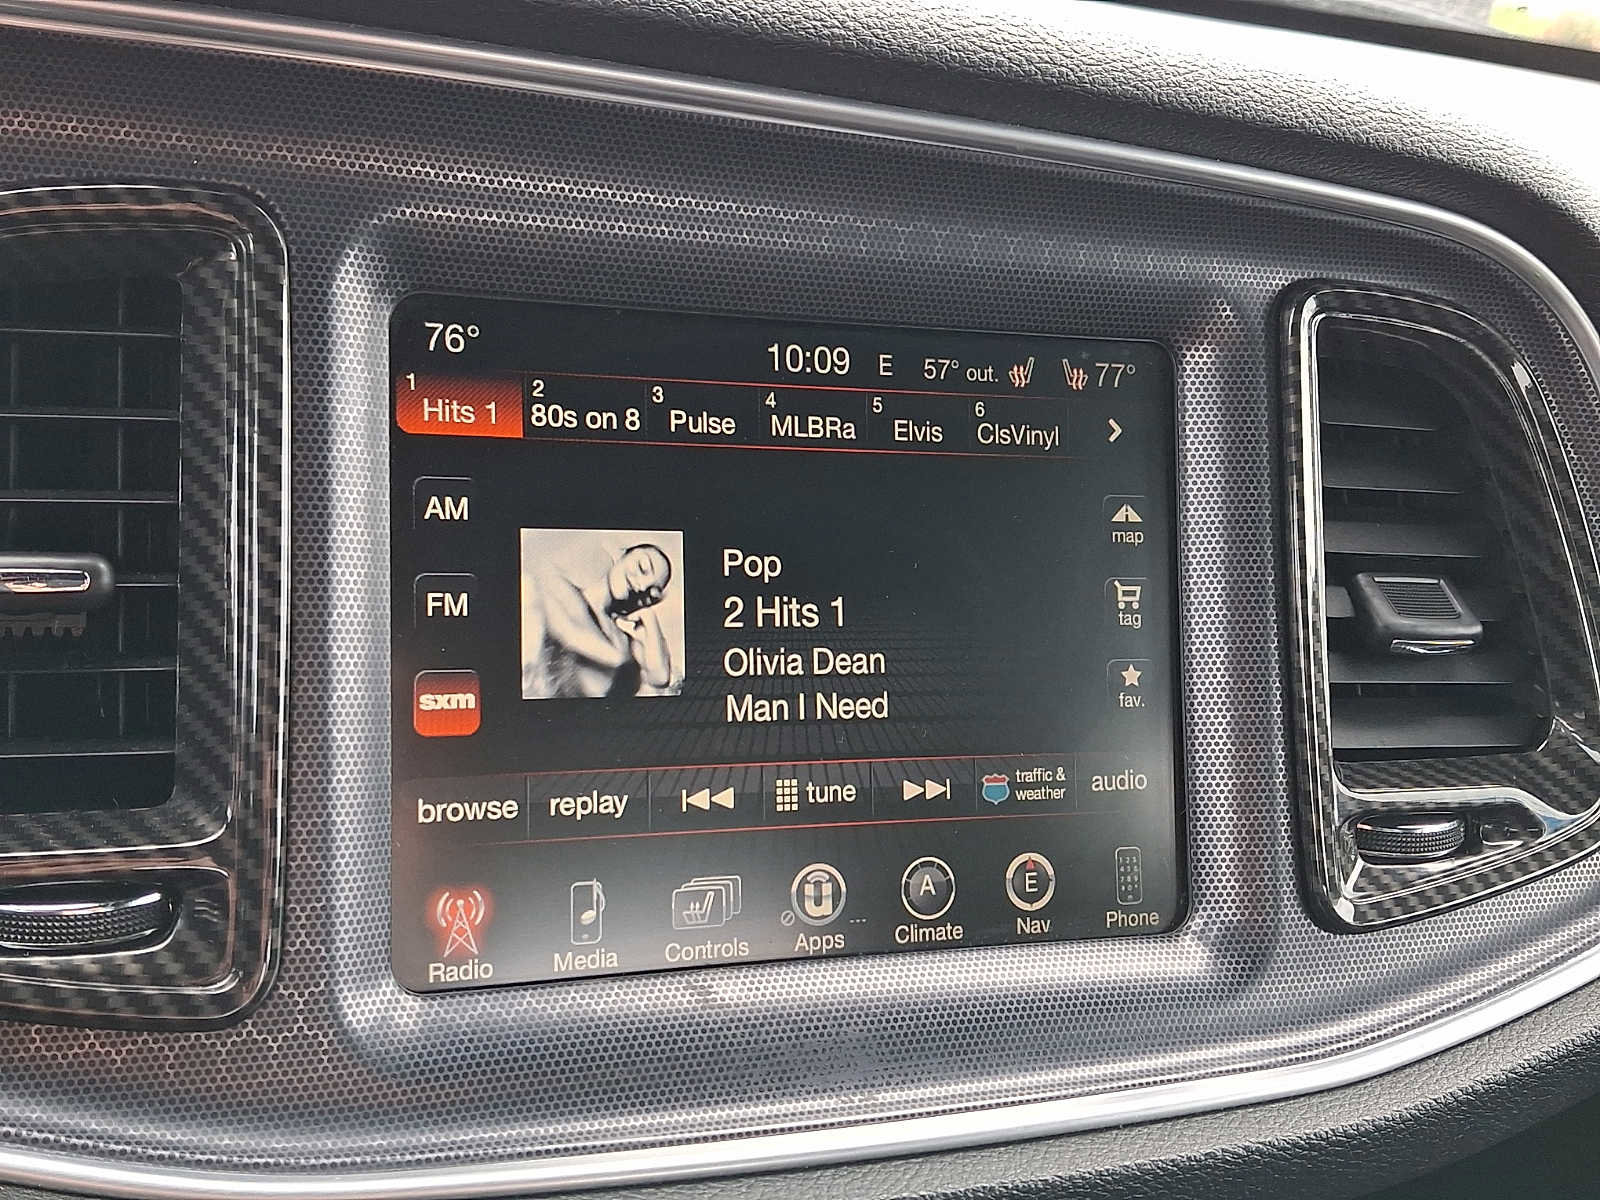 76°
10:09 E 57° out. 77°
1 Hits 1
2 80s on 8
3 Pulse
4 MLBRa
5 Elvis
6 ClsVinyl
AM
FM
sxm
Pop
2 Hits 1
Olivia Dean
Man I Need
map
tag
fav.
browse
replay
tune
traffic &
weather
audio
Radio
Media
Controls
u
Apps
A
Climate
E
Nav
Phone